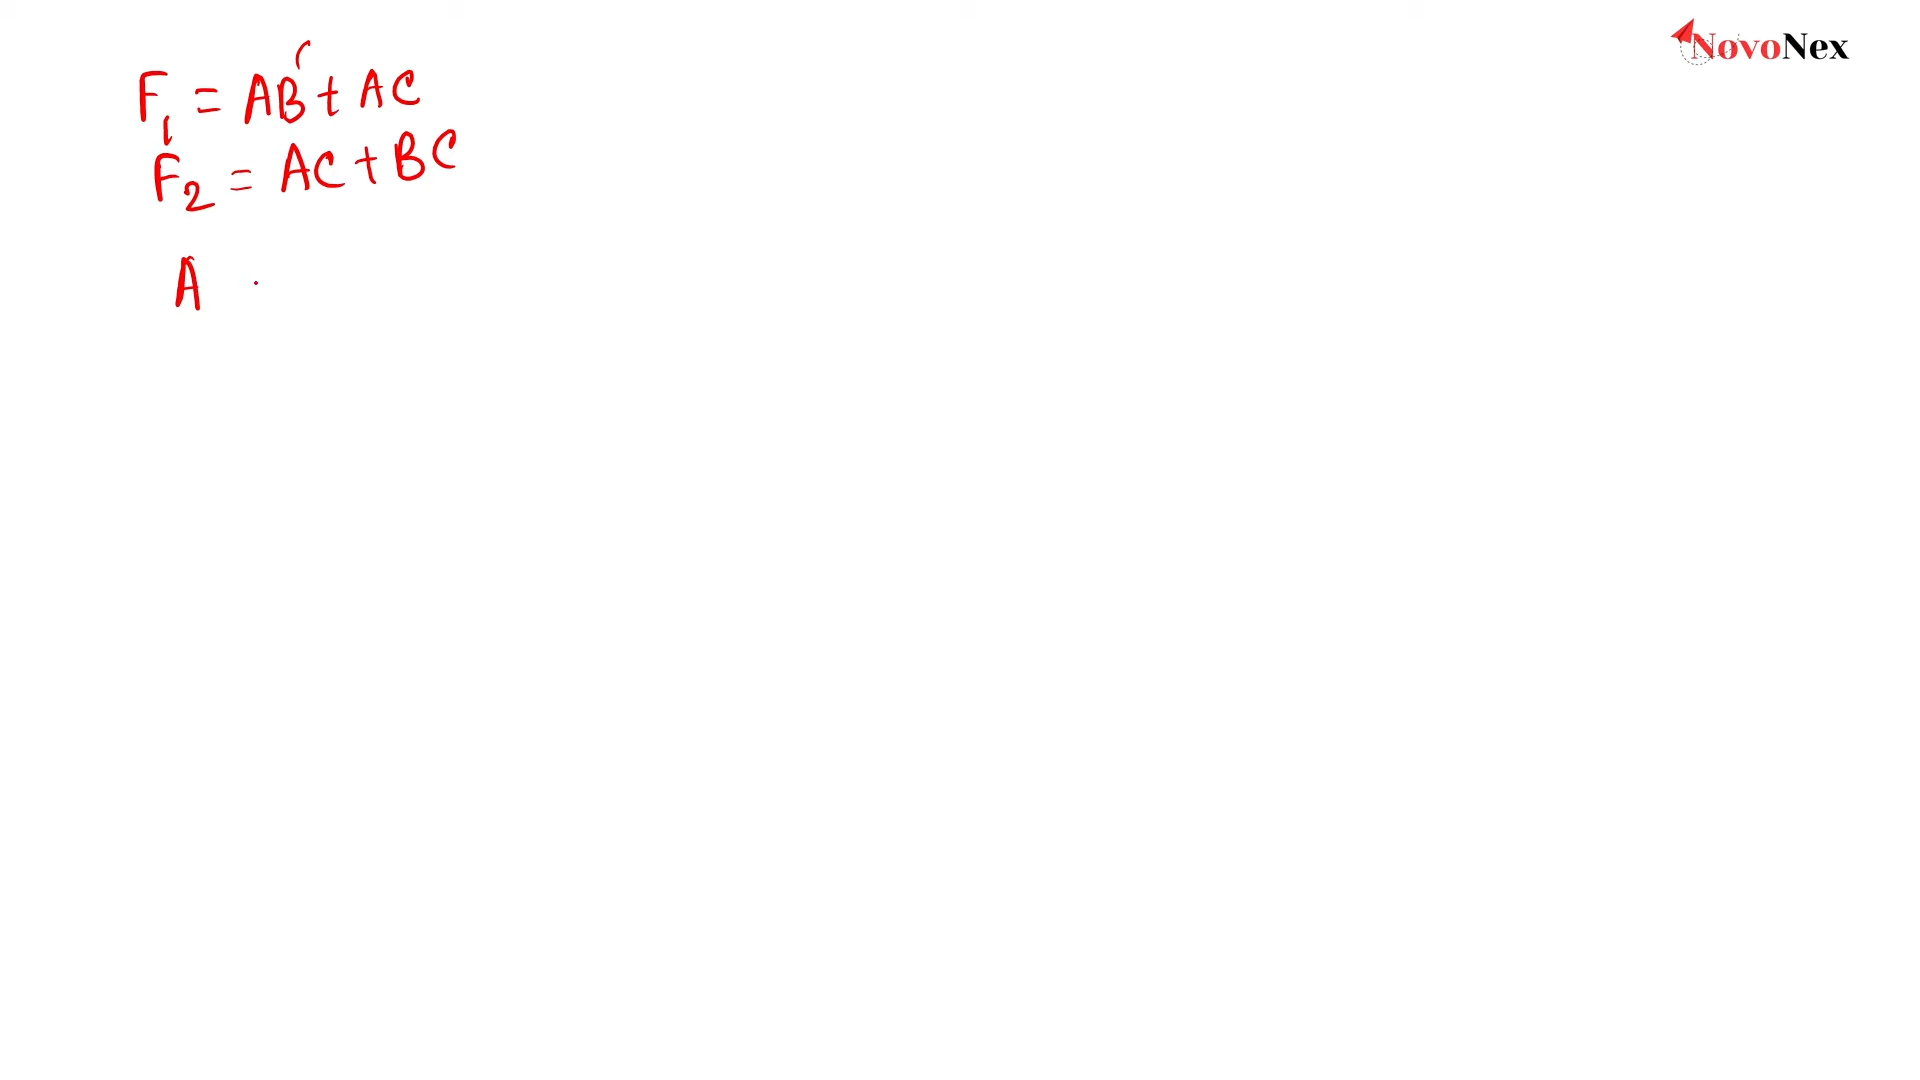 NovoNex
F₁ = AB' + AC
F₂ = AC + BC
A